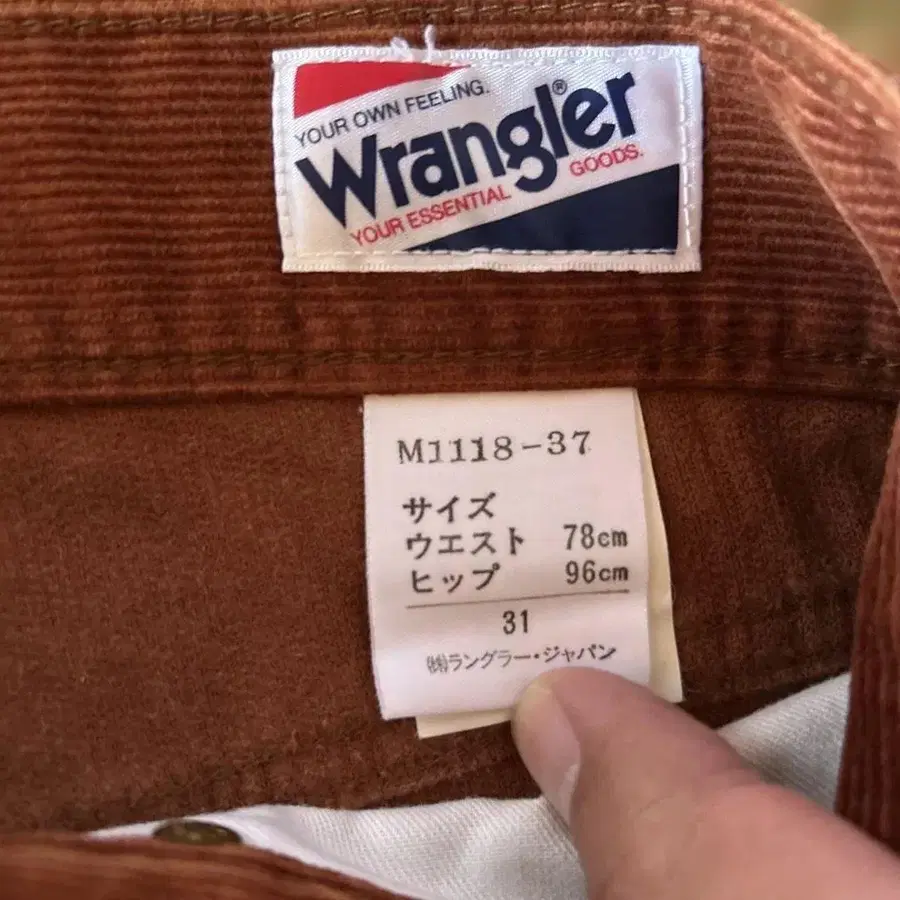 YOUR OWN FEELING.
Wrangler®
YOUR ESSENTIAL GOODS.
M1118-37
サイズ
ウエスト 78cm
ヒップ 96cm
31
㈱ラングラー・ジャパン